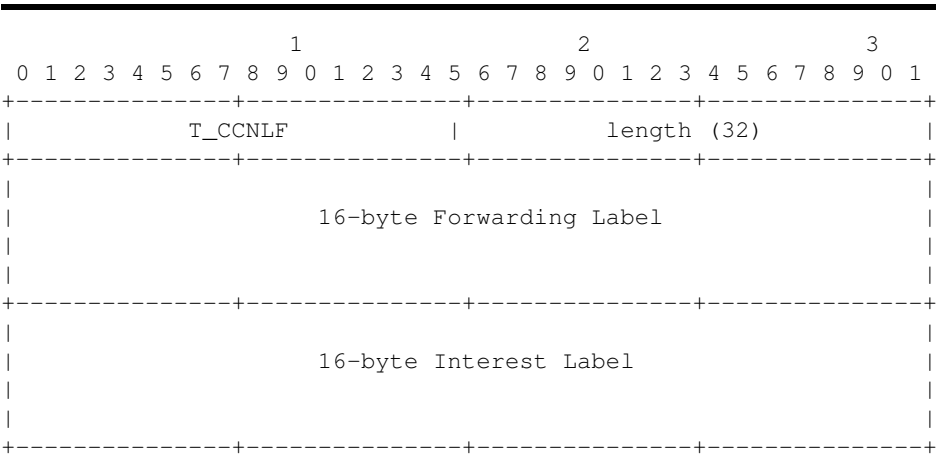 1                   2                   3
 0 1 2 3 4 5 6 7 8 9 0 1 2 3 4 5 6 7 8 9 0 1 2 3 4 5 6 7 8 9 0 1
+---------------+---------------+---------------+---------------+
|            T_CCNLF            |          length (32)          |
+---------------+---------------+---------------+---------------+
|                                                               |
|                   16-byte Forwarding Label                    |
|                                                               |
|                                                               |
+---------------+---------------+---------------+---------------+
|                                                               |
|                   16-byte Interest Label                      |
|                                                               |
|                                                               |
+---------------+---------------+---------------+---------------+